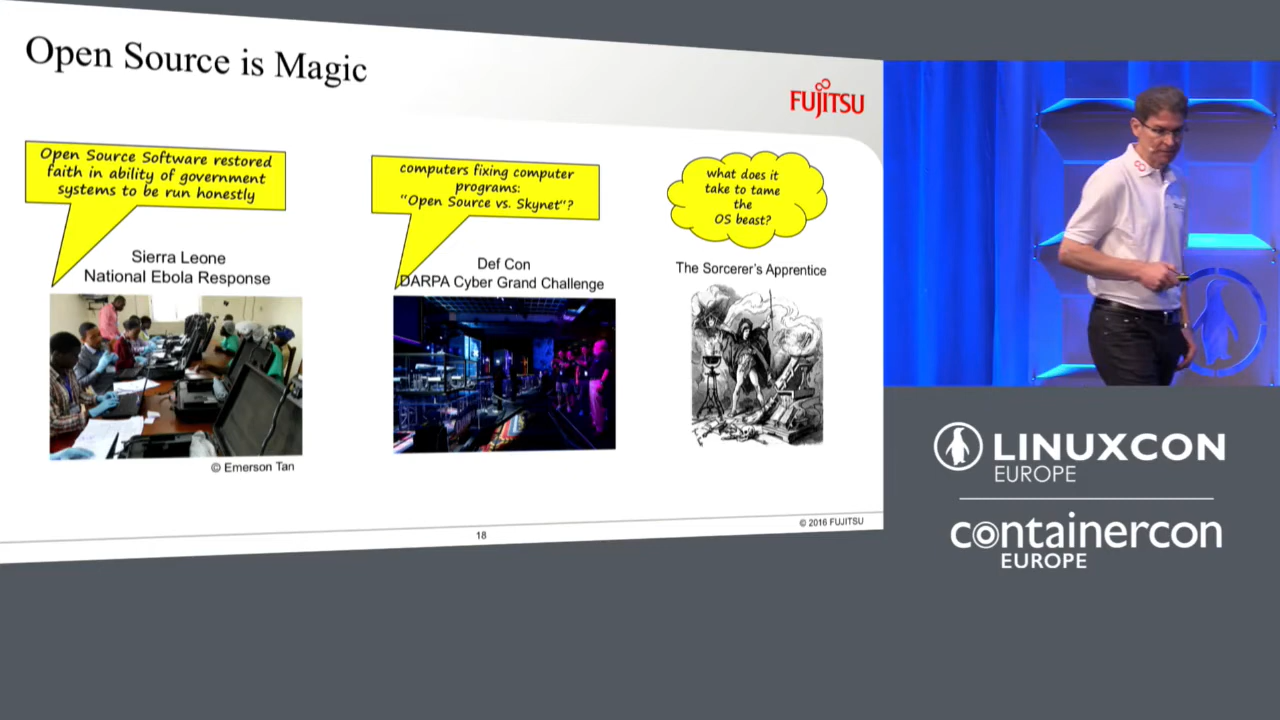 Open Source is Magic
FUJITSU
Open Source Software restored
faith in ability of government
systems to be run honestly
computers fixing computer
programs:
"Open Source vs. Skynet"?
what does it
take to tame
the
OS beast?
Sierra Leone
National Ebola Response
Def Con
DARPA Cyber Grand Challenge
The Sorcerer's Apprentice
© Emerson Tan
18
© 2016 FUJITSU
LINUXCON
EUROPE
containercon
EUROPE